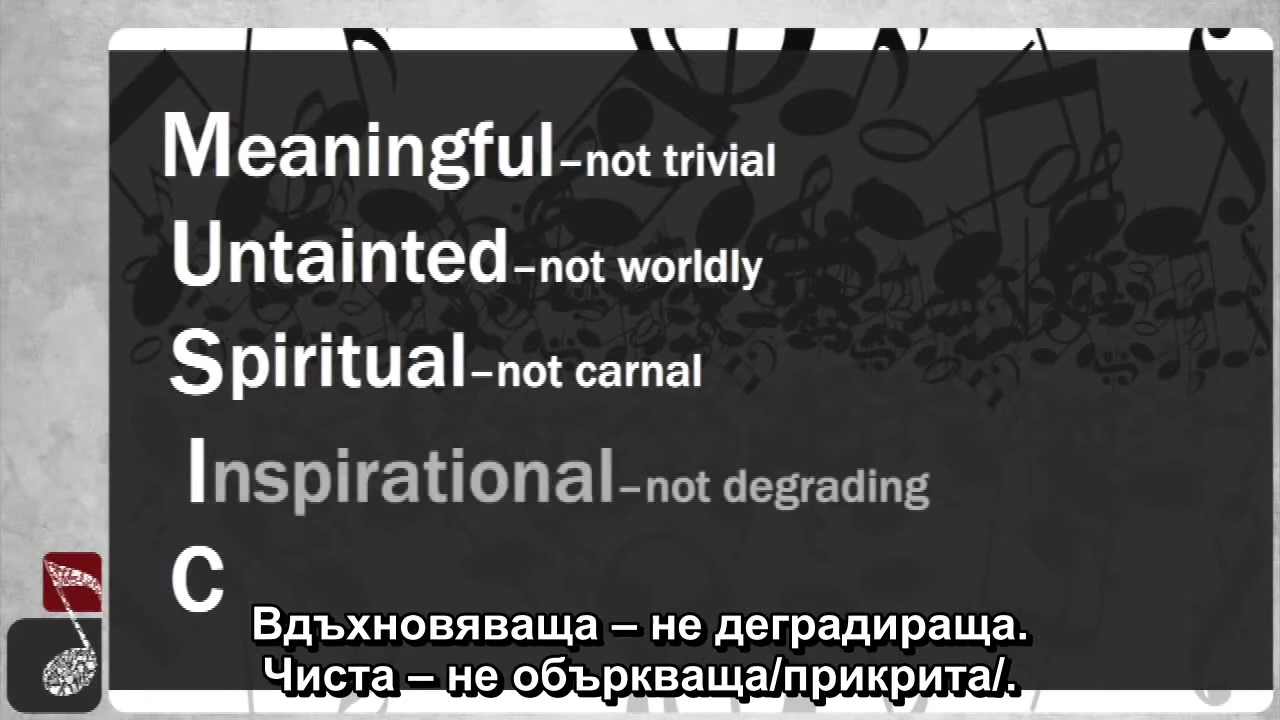 Meaningful–not trivial
Untainted–not worldly
Spiritual–not carnal
Inspirational–not degrading
C
Вдъхновяваща – не деградираща.
Чиста – не объркваща/прикрита/.